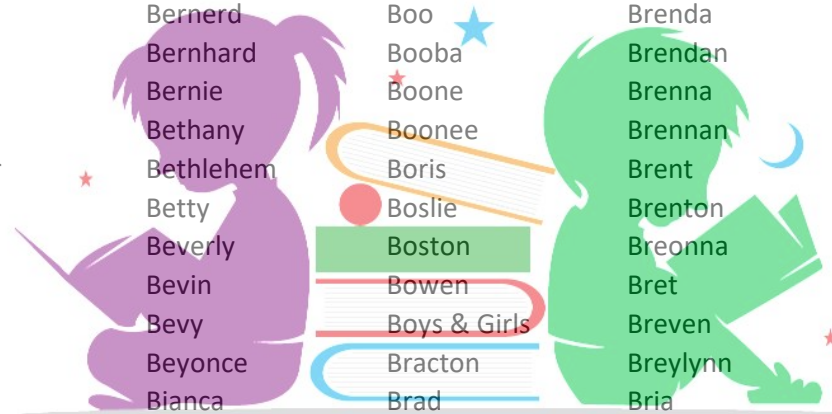 Bernerd
Bernhard
Bernie
Bethany
Bethlehem
Betty
Beverly
Bevin
Bevy
Beyonce
Bianca
Boo
Booba
Boone
Boonee
Boris
Boslie
Boston
Bowen
Boys & Girls
Bracton
Brad
Brenda
Brendan
Brenna
Brennan
Brent
Brenton
Breonna
Bret
Breven
Breylynn
Bria